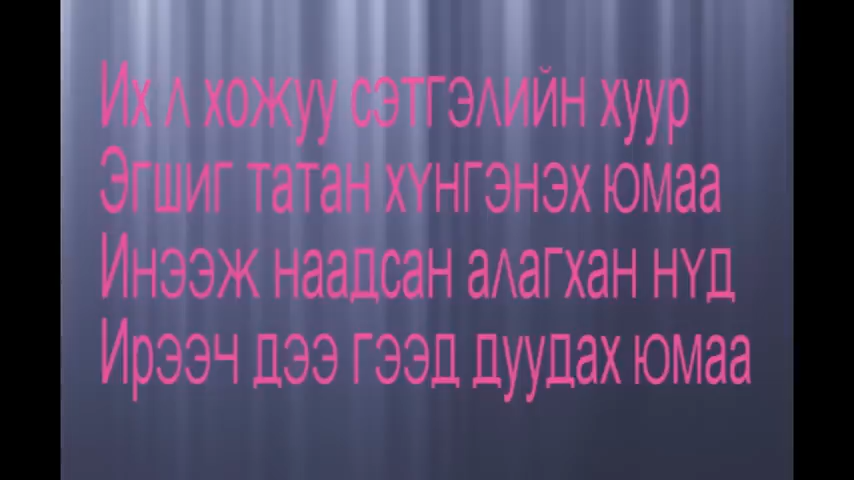 Их л хожуу сэтгэлийн хуур
Эгшиг татан хүнгэнэх юмаа
Инээж наадсан алагхан нүд
Ирээч дээ гээд дуудах юмаа